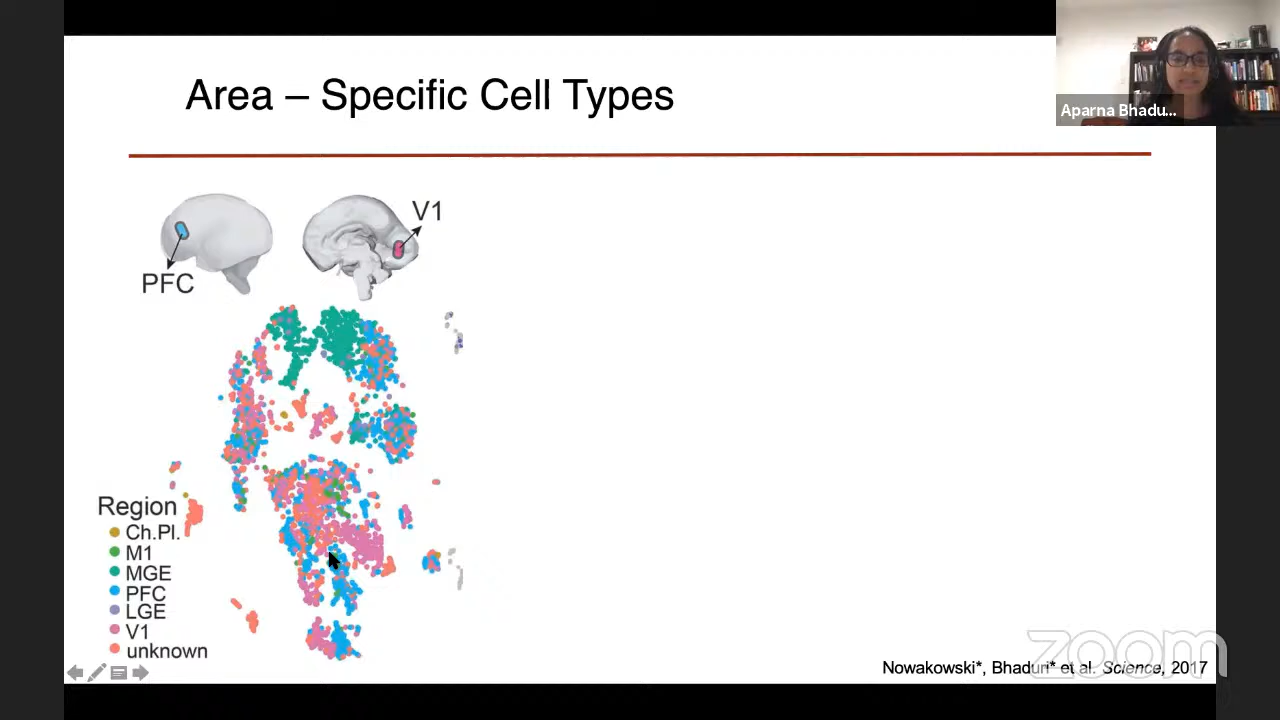 Area – Specific Cell Types
Aparna Bhadu...
V1
PFC
Region
Ch.Pl.
M1
MGE
PFC
LGE
V1
unknown
Nowakowski*, Bhaduri* et al. Science, 2017
zoom